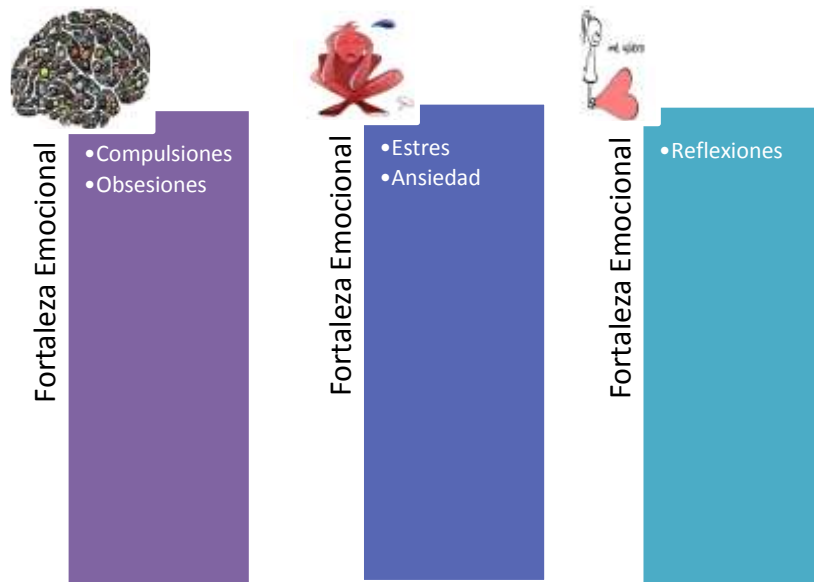 Fortaleza Emocional
•Compulsiones
•Obsesiones
Fortaleza Emocional
•Estres
•Ansiedad
Fortaleza Emocional
•Reflexiones